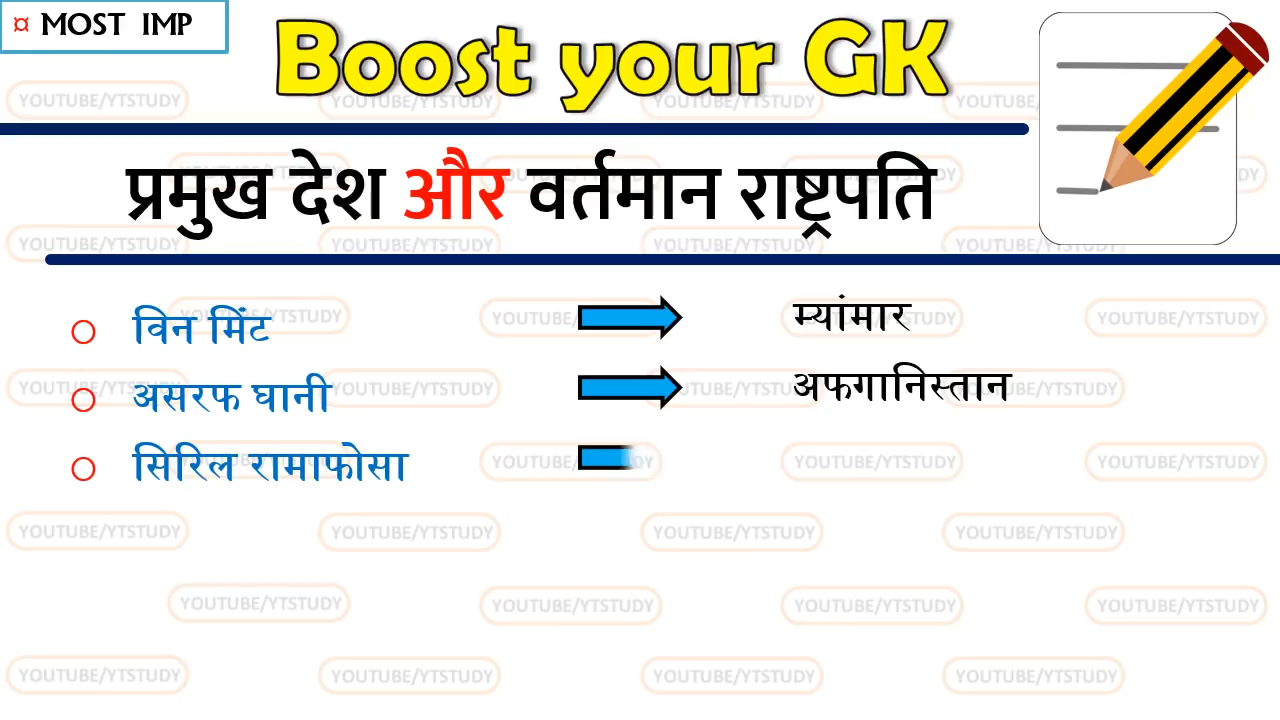 ¤ MOST IMP
Boost your GK
प्रमुख देश और वर्तमान राष्ट्रपति
विन मिंट म्यांमार
असरफ घानी अफगानिस्तान
सिरिल रामाफोसा
YOUTUBE/YTSTUDY